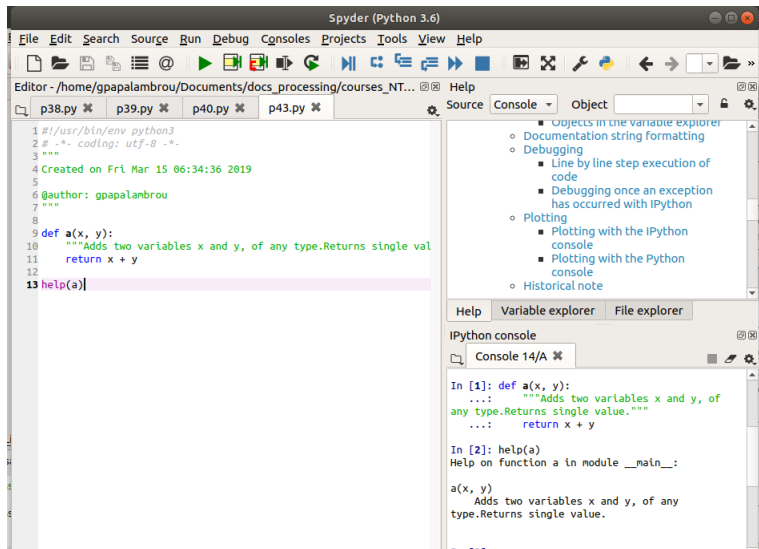 Spyder (Python 3.6)
File Edit Search Source Run Debug Consoles Projects Tools View Help
Editor - /home/gpapalambrou/Documents/docs_processing/courses_NT...
p38.py p39.py p40.py p43.py
1 #!/usr/bin/env python3
2 # -*- coding: utf-8 -*-
3 """
4 Created on Fri Mar 15 06:34:36 2019
5
6 @author: gpapalambrou
7 """
8
9 def a(x, y):
10 """Adds two variables x and y, of any type.Returns single val
11 return x + y
12
13 help(a)
Help
Source Console Object
Objects in the variable explorer
Documentation string formatting
Debugging
Line by line step execution of
code
Debugging once an exception
has occurred with IPython
Plotting
Plotting with the IPython
console
Plotting with the Python
console
Historical note
Help Variable explorer File explorer
IPython console
Console 14/A
In [1]: def a(x, y):
...: """Adds two variables x and y, of
any type.Returns single value."""
...: return x + y
In [2]: help(a)
Help on function a in module __main__:
a(x, y)
Adds two variables x and y, of any
type.Returns single value.